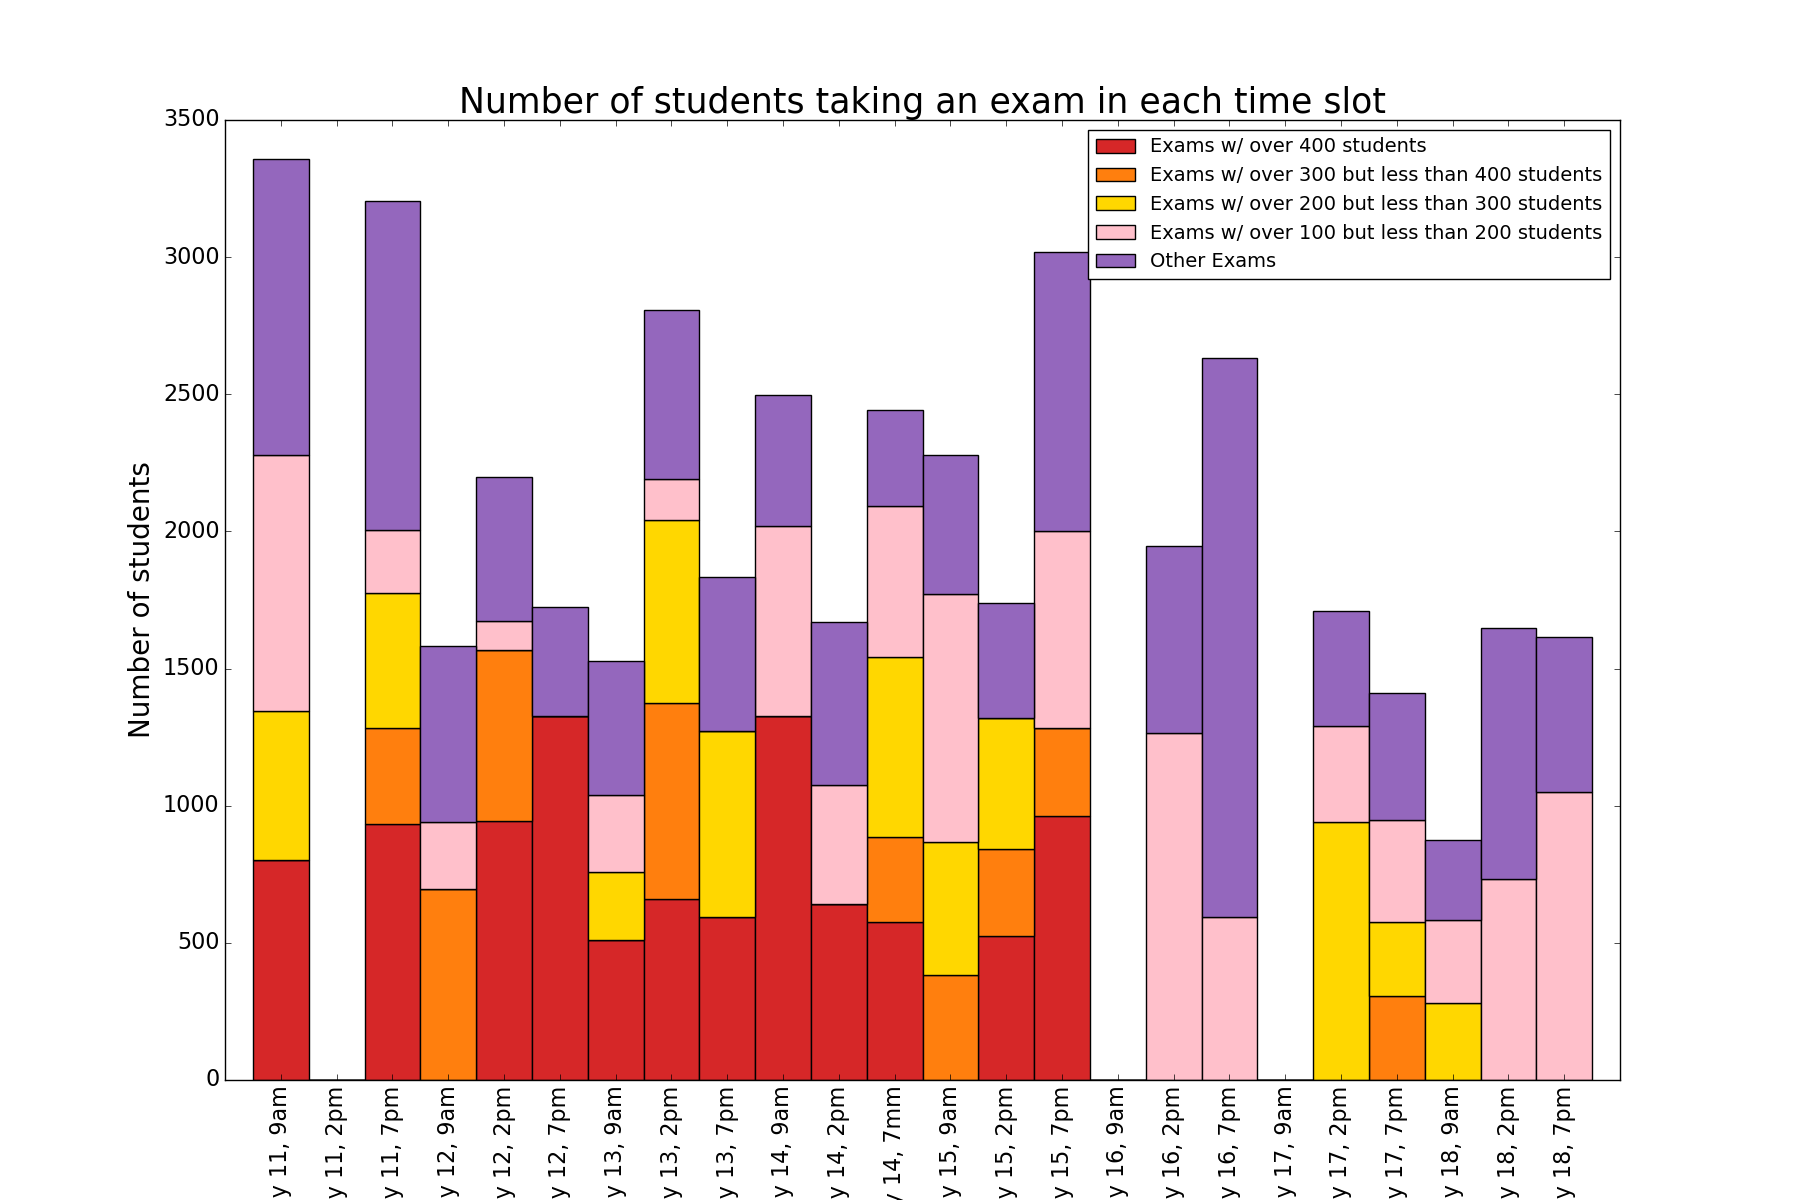 Number of students taking an exam in each time slot
Exams w/ over 400 students
Exams w/ over 300 but less than 400 students
Exams w/ over 200 but less than 300 students
Exams w/ over 100 but less than 200 students
Other Exams
Number of students
3500
3000
2500
2000
1500
1000
500
0
y 11, 9am
y 11, 2pm
y 11, 7pm
y 12, 9am
y 12, 2pm
y 12, 7pm
y 13, 9am
y 13, 2pm
y 13, 7pm
y 14, 9am
y 14, 2pm
y 14, 7mm
y 15, 9am
y 15, 2pm
y 15, 7pm
y 16, 9am
y 16, 2pm
y 16, 7pm
y 17, 9am
y 17, 2pm
y 17, 7pm
y 18, 9am
y 18, 2pm
y 18, 7pm